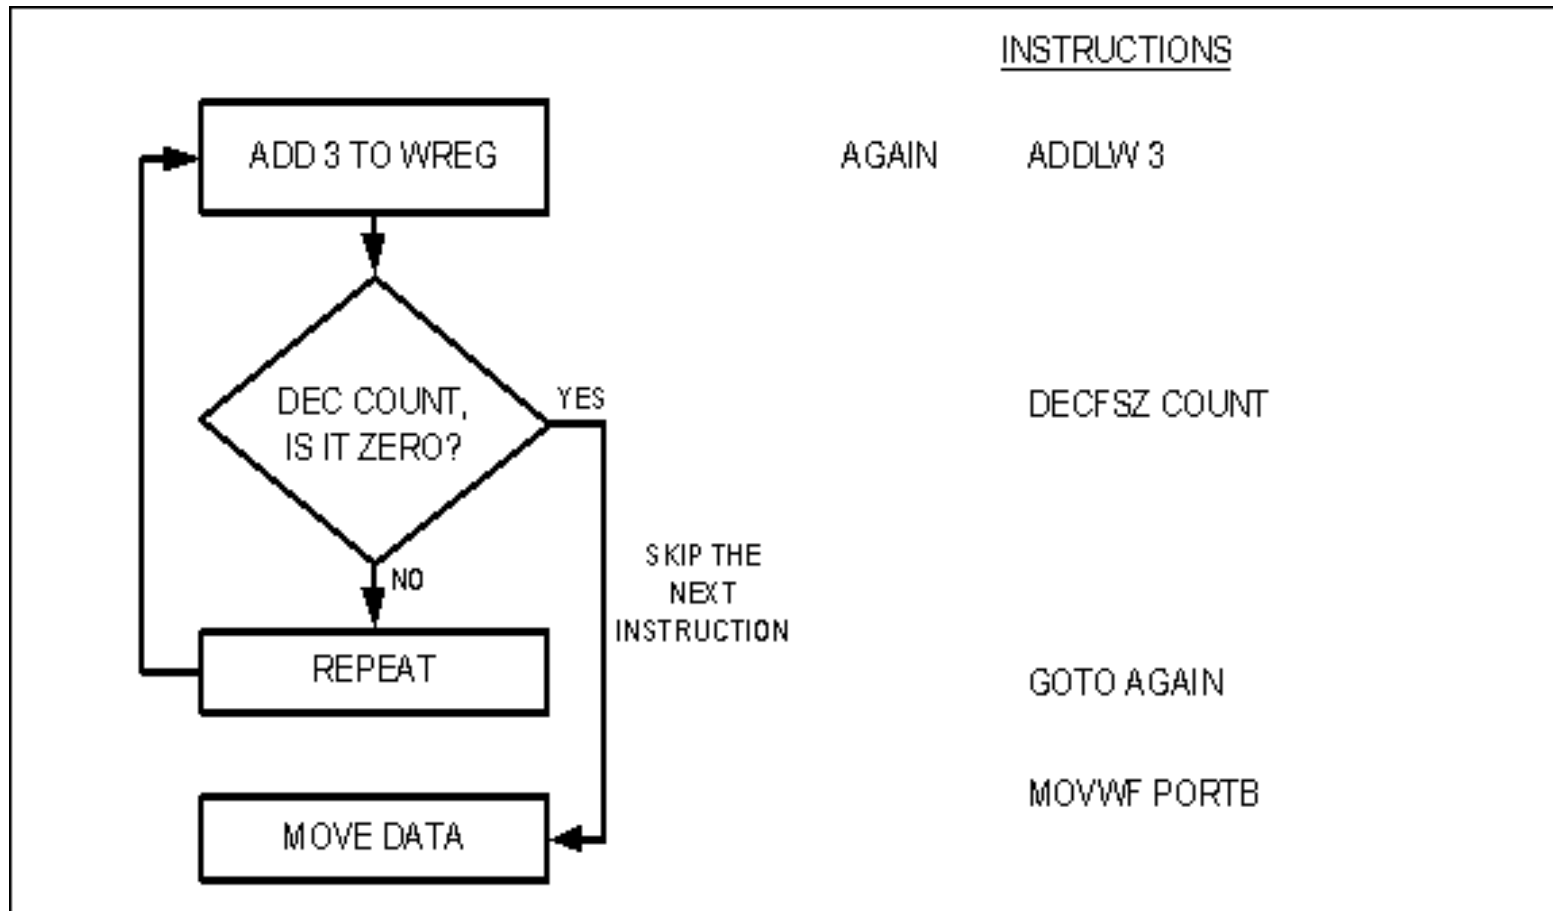 INSTRUCTIONS
ADD 3 TO WREG
AGAIN ADDLW 3
DEC COUNT,
IS IT ZERO?
YES
DECFSZ COUNT
NO
SKIP THE
NEXT
INSTRUCTION
REPEAT
GOTO AGAIN
MOVE DATA
MOVWF PORTB